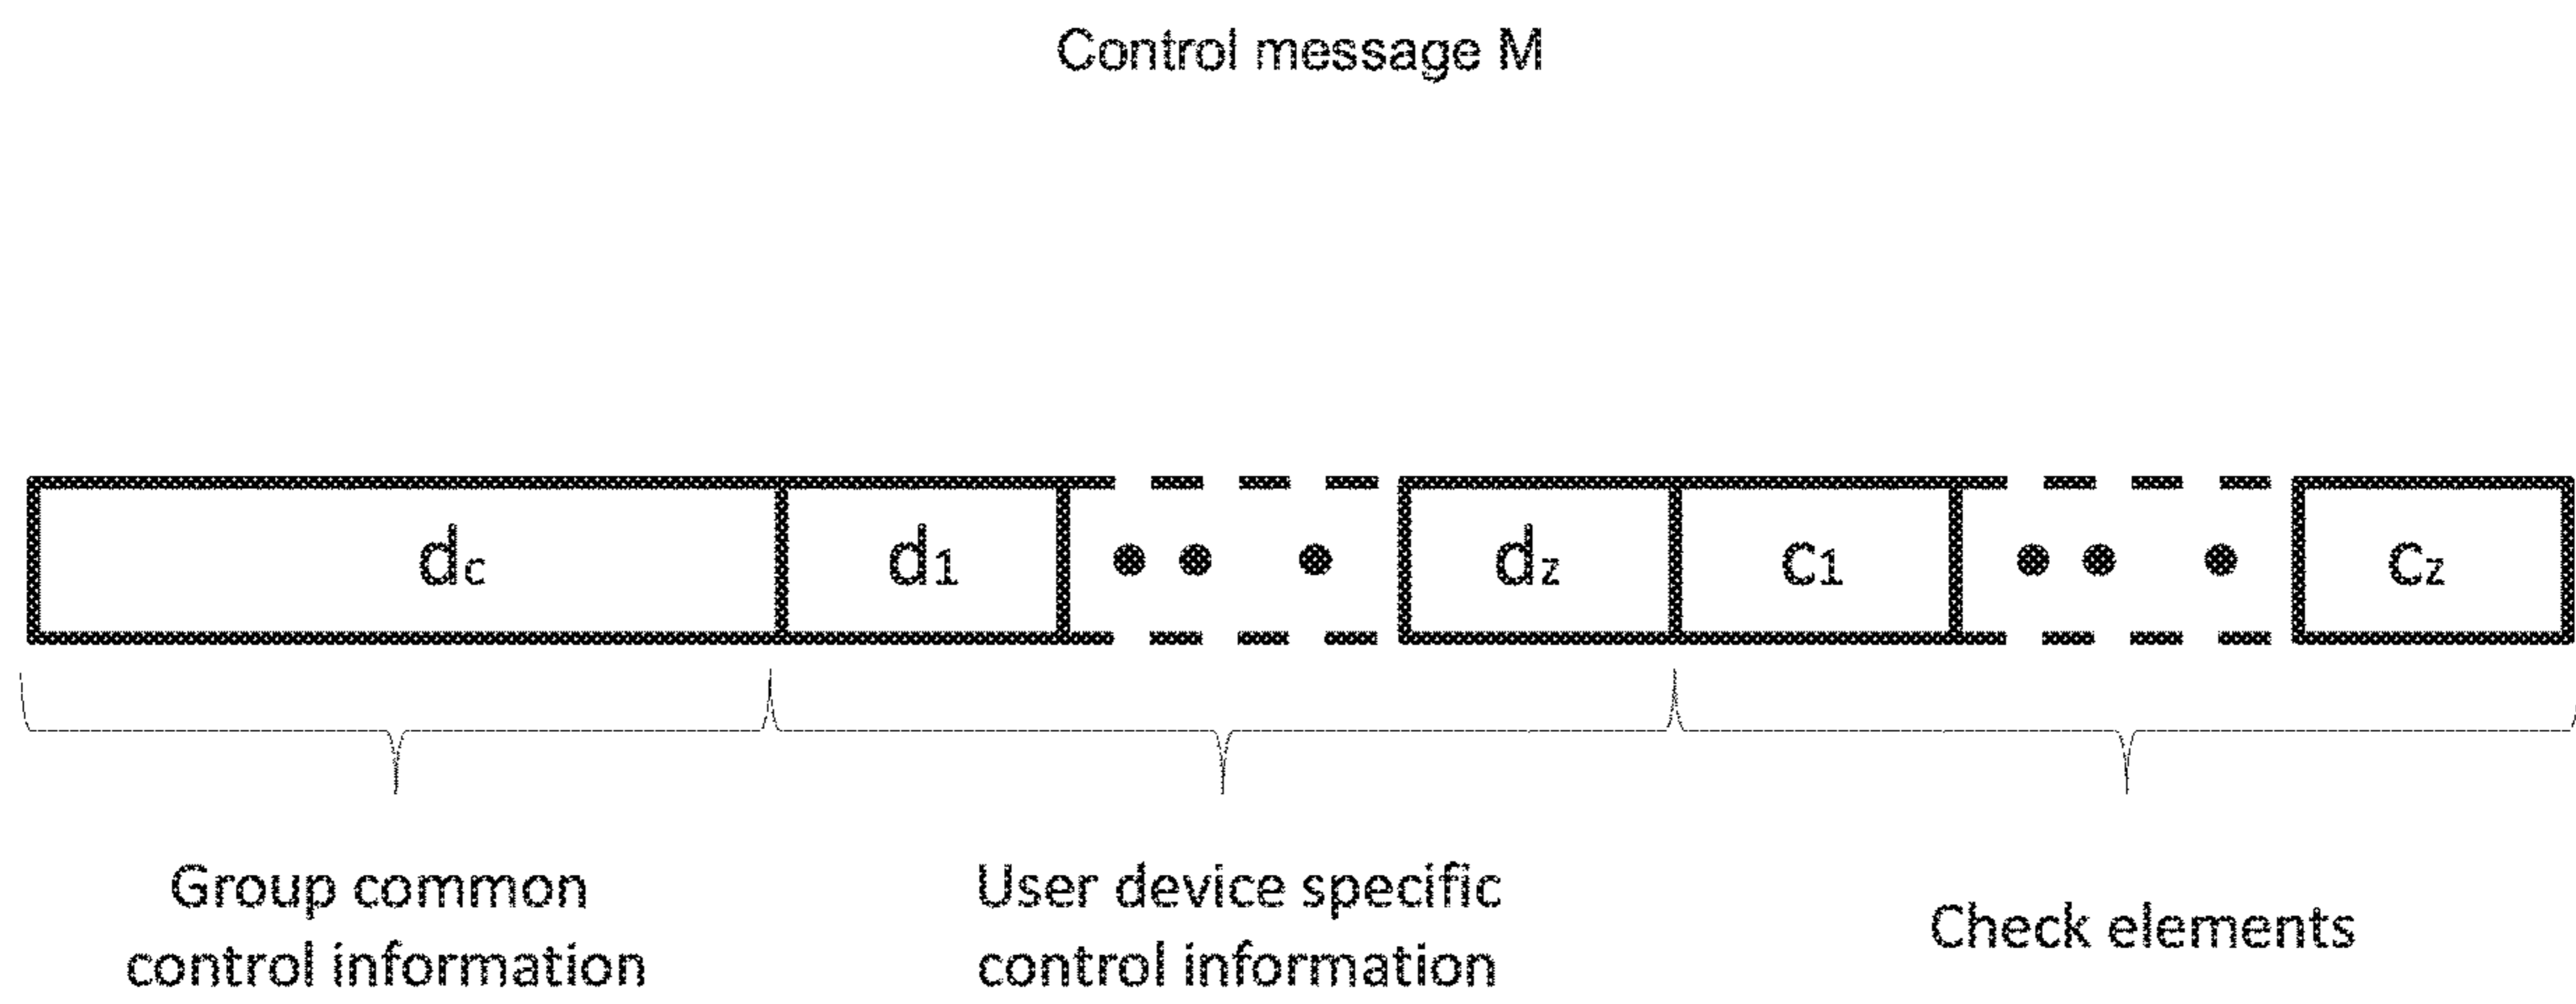 Control message M
dc d1 dz c1 cz
Group common
control information
User device specific
control information
Check elements